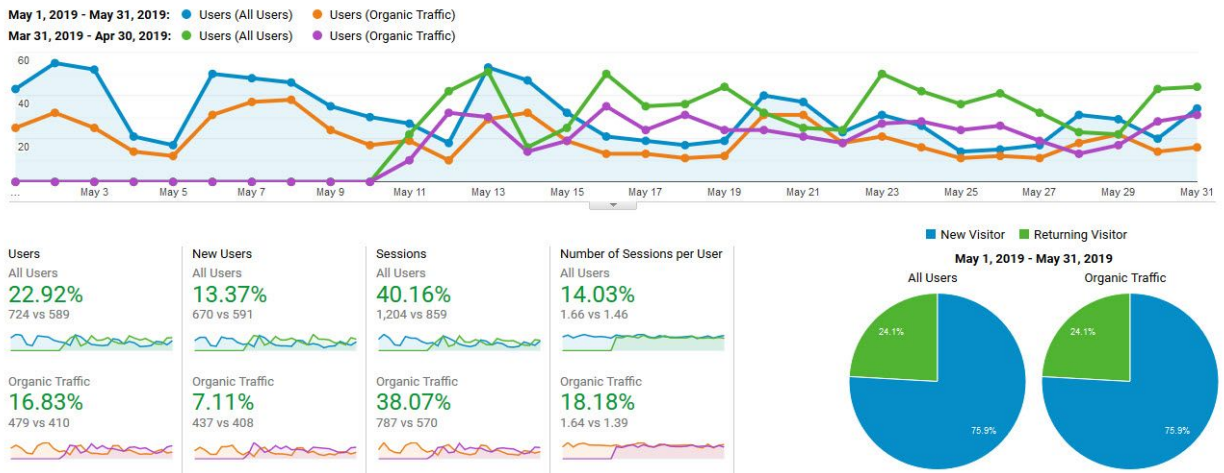 May 1, 2019 - May 31, 2019: Users (All Users) Users (Organic Traffic)
Mar 31, 2019 - Apr 30, 2019: Users (All Users) Users (Organic Traffic)
60
40
20
... May 3 May 5 May 7 May 9 May 11 May 13 May 15 May 17 May 19 May 21 May 23 May 25 May 27 May 29 May 31
Users
All Users
22.92%
724 vs 589
Organic Traffic
16.83%
479 vs 410
New Users
All Users
13.37%
670 vs 591
Organic Traffic
7.11%
437 vs 408
Sessions
All Users
40.16%
1,204 vs 859
Organic Traffic
38.07%
787 vs 570
Number of Sessions per User
All Users
14.03%
1.66 vs 1.46
Organic Traffic
18.18%
1.64 vs 1.39
New Visitor Returning Visitor
May 1, 2019 - May 31, 2019
All Users
24.1%
75.9%
Organic Traffic
24.1%
75.9%